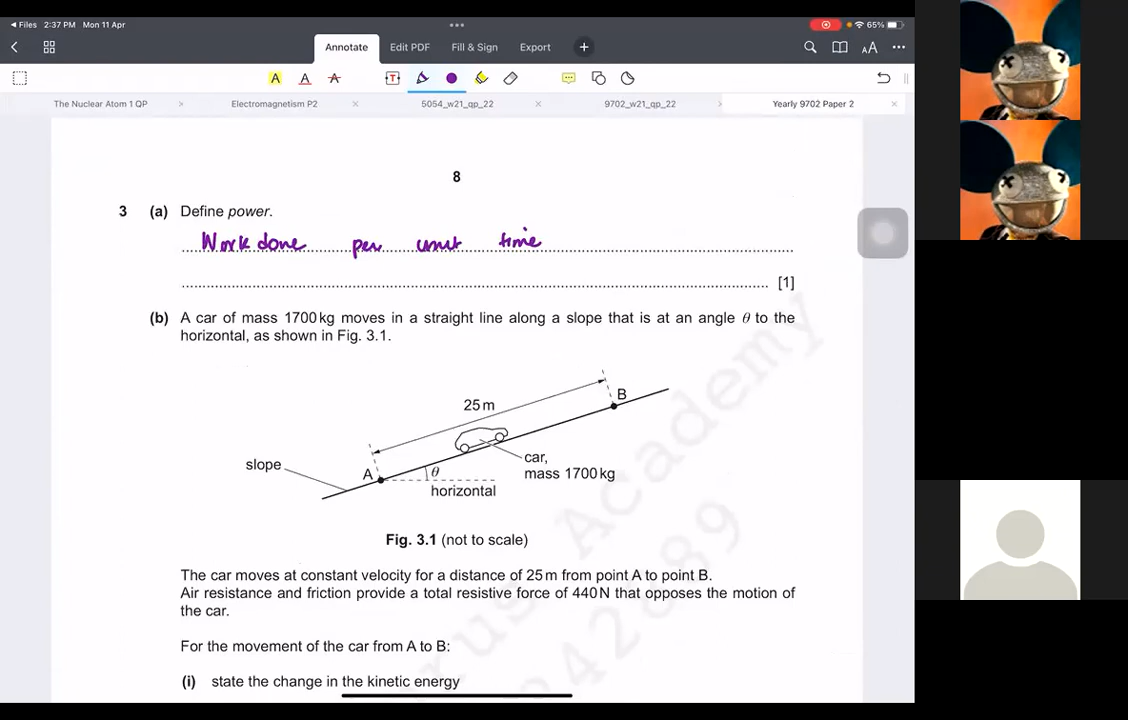 Files 2:37 PM Mon 11 Apr 65%
Annotate Edit PDF Fill & Sign Export
The Nuclear Atom 1 QP Electromagnetism P2 5054_w21_qp_22 9702_w21_qp_22 Yearly 9702 Paper 2
8
3 (a) Define power.
Work done per unit time
[1]
(b) A car of mass 1700 kg moves in a straight line along a slope that is at an angle θ to the
horizontal, as shown in Fig. 3.1.
25 m
B
slope
A
θ
horizontal
car,
mass 1700 kg
Fig. 3.1 (not to scale)
The car moves at constant velocity for a distance of 25 m from point A to point B.
Air resistance and friction provide a total resistive force of 440 N that opposes the motion of
the car.
For the movement of the car from A to B:
(i) state the change in the kinetic energy
Academy